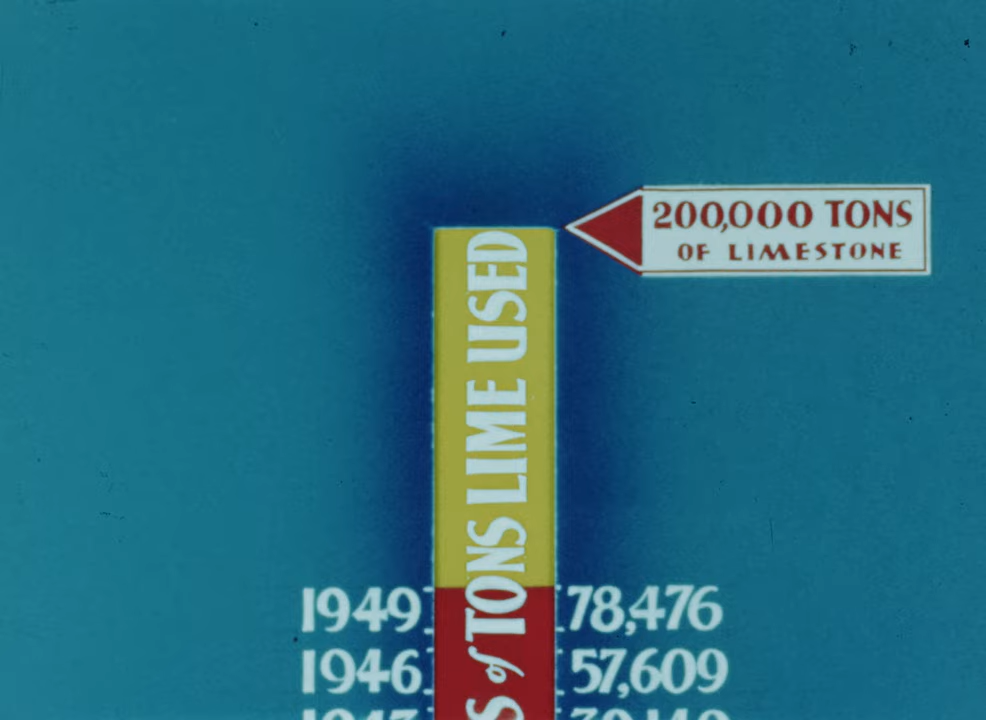 200,000 TONS
OF LIMESTONE
of TONS LIME USED
1949 78,476
1946 57,609